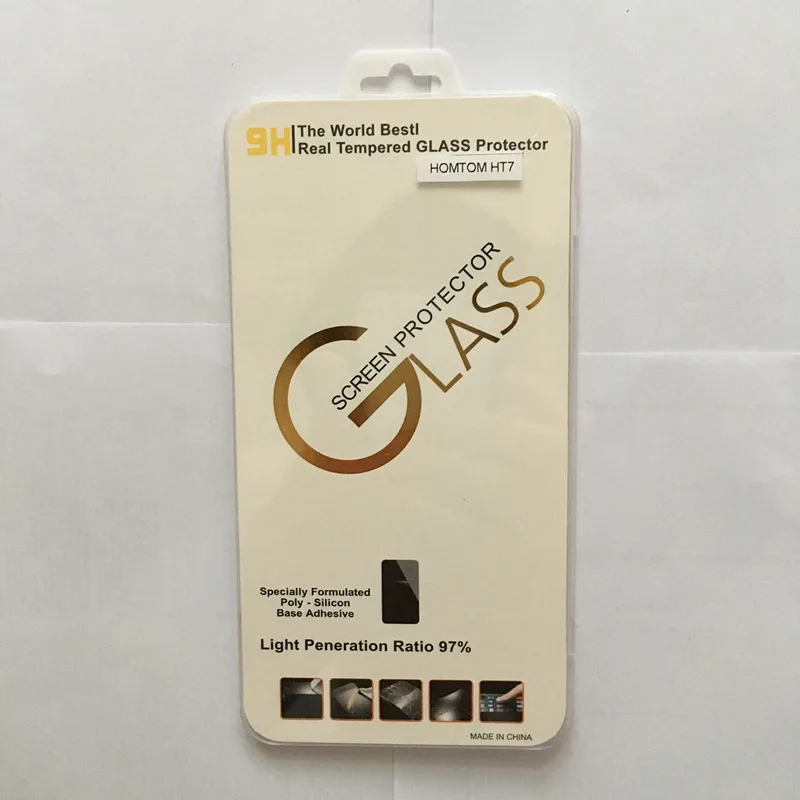 9H
The World Bestl
Real Tempered GLASS Protector
HOMTOM HT7
SCREEN PROTECTOR
GLASS
Specially Formulated
Poly - Silicon
Base Adhesive
Light Peneration Ratio 97%
MADE IN CHINA